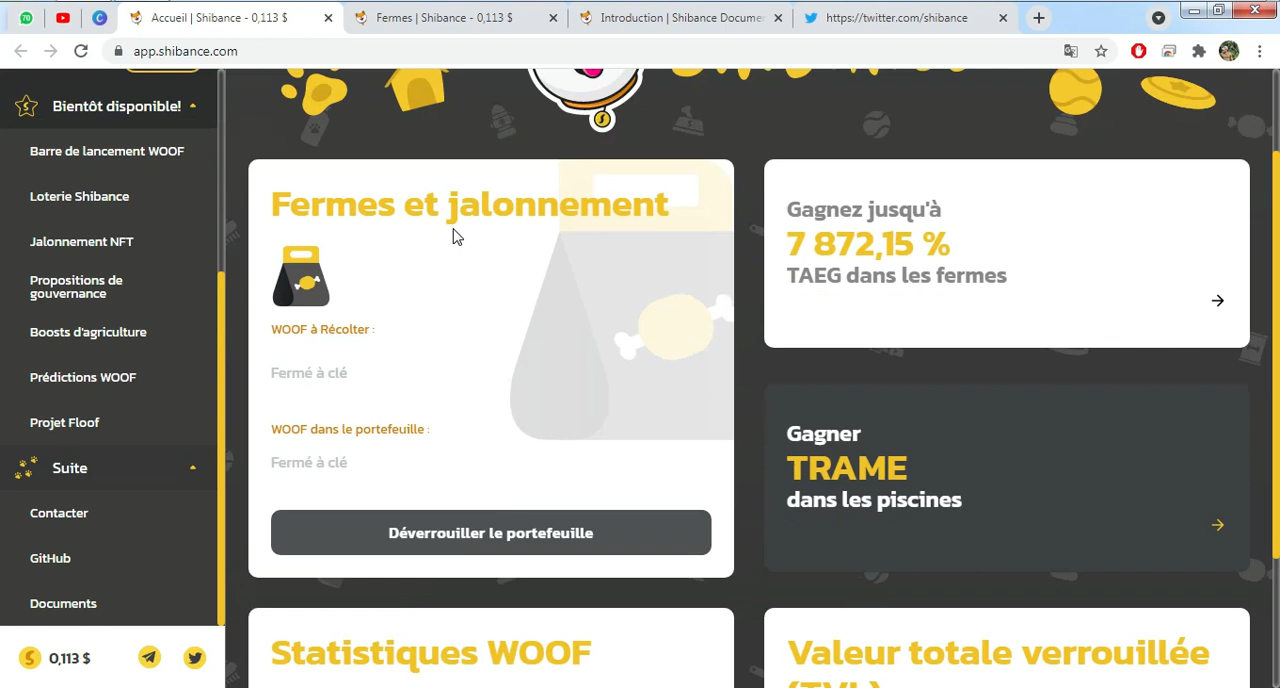 70
Accueil | Shibance - 0,113 $
Fermes | Shibance - 0,113 $
Introduction | Shibance Documen
https://twitter.com/shibance
app.shibance.com
Bientôt disponible!
Barre de lancement WOOF
Loterie Shibance
Jalonnement NFT
Propositions de
gouvernance
Boosts d'agriculture
Prédictions WOOF
Projet Floof
Suite
Contacter
GitHub
Documents
0,113 $
Fermes et jalonnement
WOOF à Récolter :
Fermé à clé
WOOF dans le portefeuille :
Fermé à clé
Déverrouiller le portefeuille
Gagnez jusqu'à
7 872,15 %
TAEG dans les fermes
Gagner
TRAME
dans les piscines
Statistiques WOOF
Valeur totale verrouillée
(TVL)